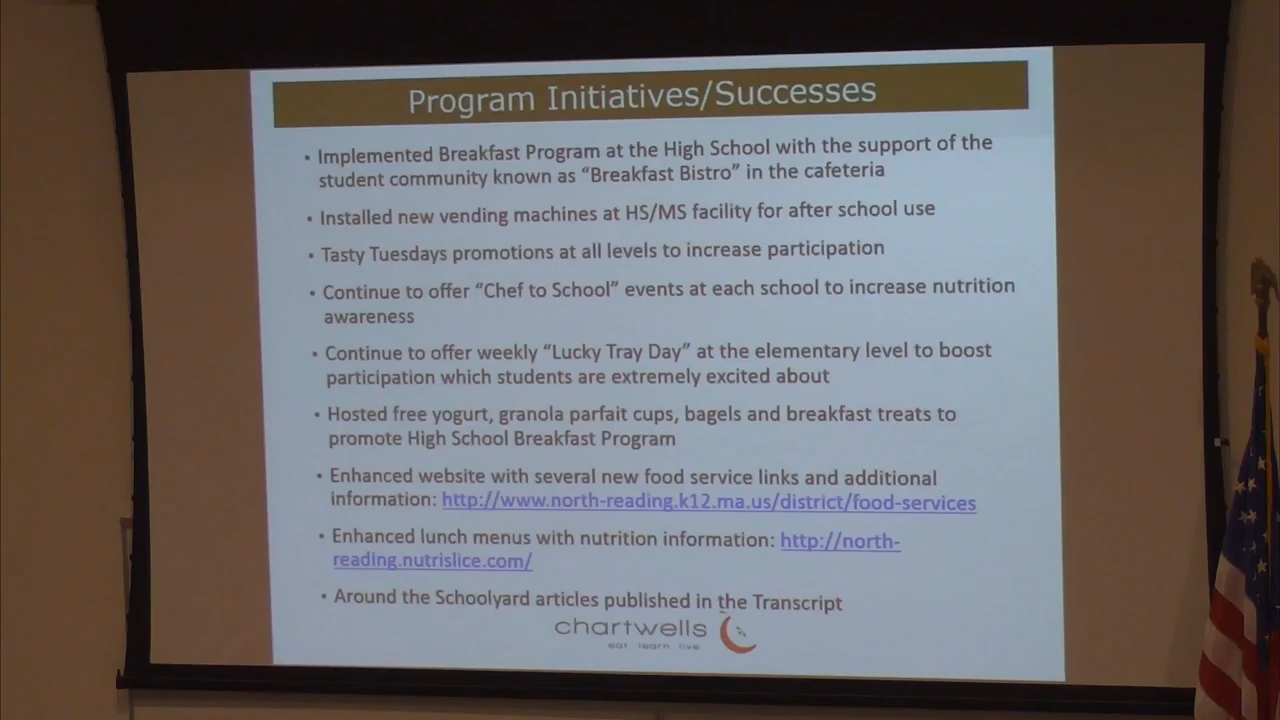 Program Initiatives/Successes
• Implemented Breakfast Program at the High School with the support of the
student community known as “Breakfast Bistro” in the cafeteria
• Installed new vending machines at HS/MS facility for after school use
• Tasty Tuesdays promotions at all levels to increase participation
• Continue to offer “Chef to School” events at each school to increase nutrition
awareness
• Continue to offer weekly “Lucky Tray Day” at the elementary level to boost
participation which students are extremely excited about
• Hosted free yogurt, granola parfait cups, bagels and breakfast treats to
promote High School Breakfast Program
• Enhanced website with several new food service links and additional
information: http://www.north-reading.k12.ma.us/district/food-services
• Enhanced lunch menus with nutrition information: http://north-
reading.nutrislice.com/
• Around the Schoolyard articles published in the Transcript
chartwells
eat learn live